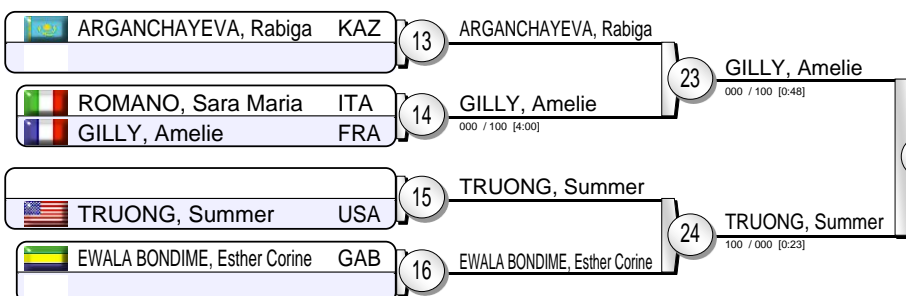 ARGANCHAYEVA, Rabiga KAZ
13
ARGANCHAYEVA, Rabiga
23
GILLY, Amelie
000 / 100 [0:48]
ROMANO, Sara Maria ITA
GILLY, Amelie FRA
14
GILLY, Amelie
000 / 100 [4:00]
TRUONG, Summer USA
15
TRUONG, Summer
24
TRUONG, Summer
100 / 000 [0:23]
EWALA BONDIME, Esther Corine GAB
16
EWALA BONDIME, Esther Corine